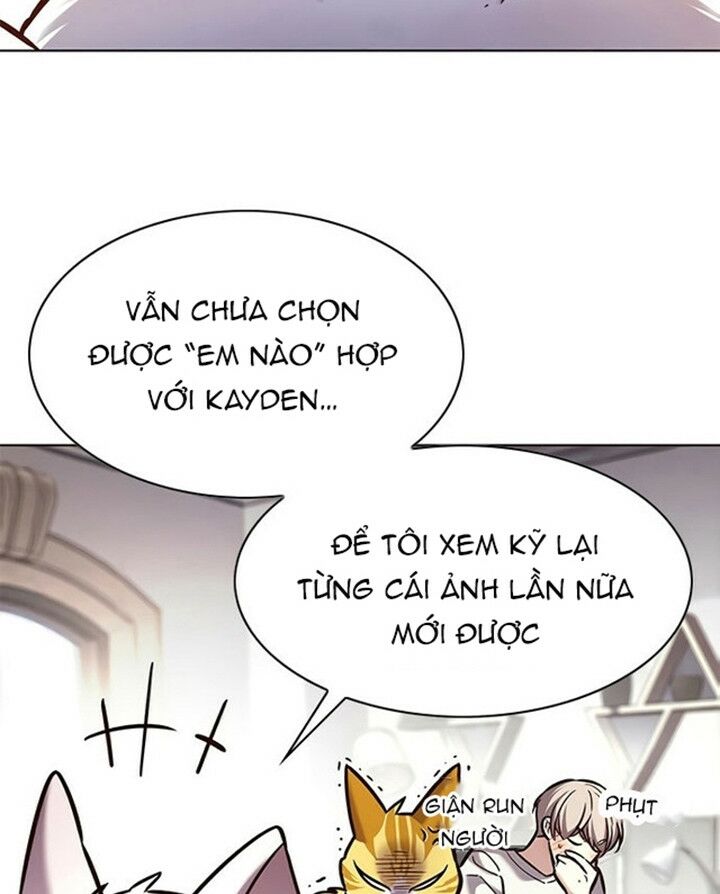 VẪN CHƯA CHỌN
ĐƯỢC “EM NÀO” HỢP
VỚI KAYDEN...
ĐỂ TÔI XEM KỸ LẠI
TỪNG CÁI ẢNH LẦN NỮA
MỚI ĐƯỢC
GIẬN RUN
NGƯỜI
PHỤT